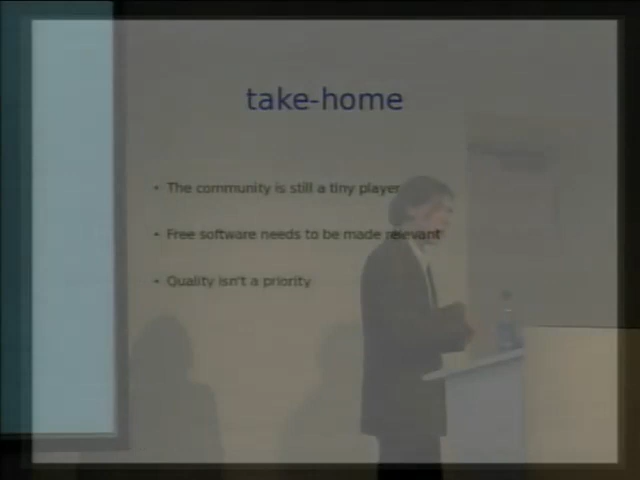 take-home
• The community is still a tiny player
• Free software needs to be made relevant
• Quality isn't a priority